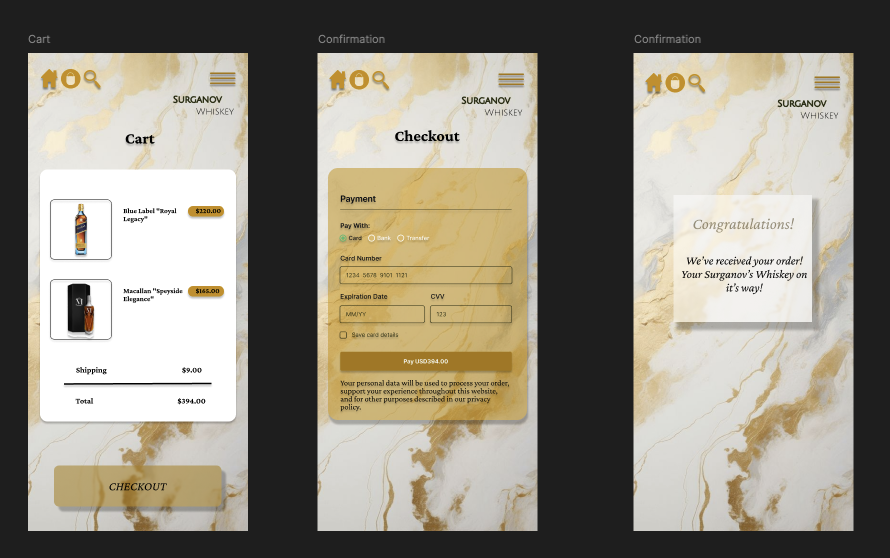 Cart
SURGANOV
WHISKEY
Cart
Blue Label "Royal
Legacy"
$220.00
Macallan "Speyside
Elegance"
$165.00
Shipping $9.00
Total $394.00
CHECKOUT
Confirmation
SURGANOV
WHISKEY
Checkout
Payment
Pay With:
Card Bank Transfer
Card Number
1234 5678 9101 1121
Expiration Date CVV
MM/YY 123
Save card details
Pay USD394.00
Your personal data will be used to process your order,
support your experience throughout this website,
and for other purposes described in our privacy
policy.
Confirmation
SURGANOV
WHISKEY
Congratulations!
We've received your order!
Your Surganov's Whiskey on
it's way!